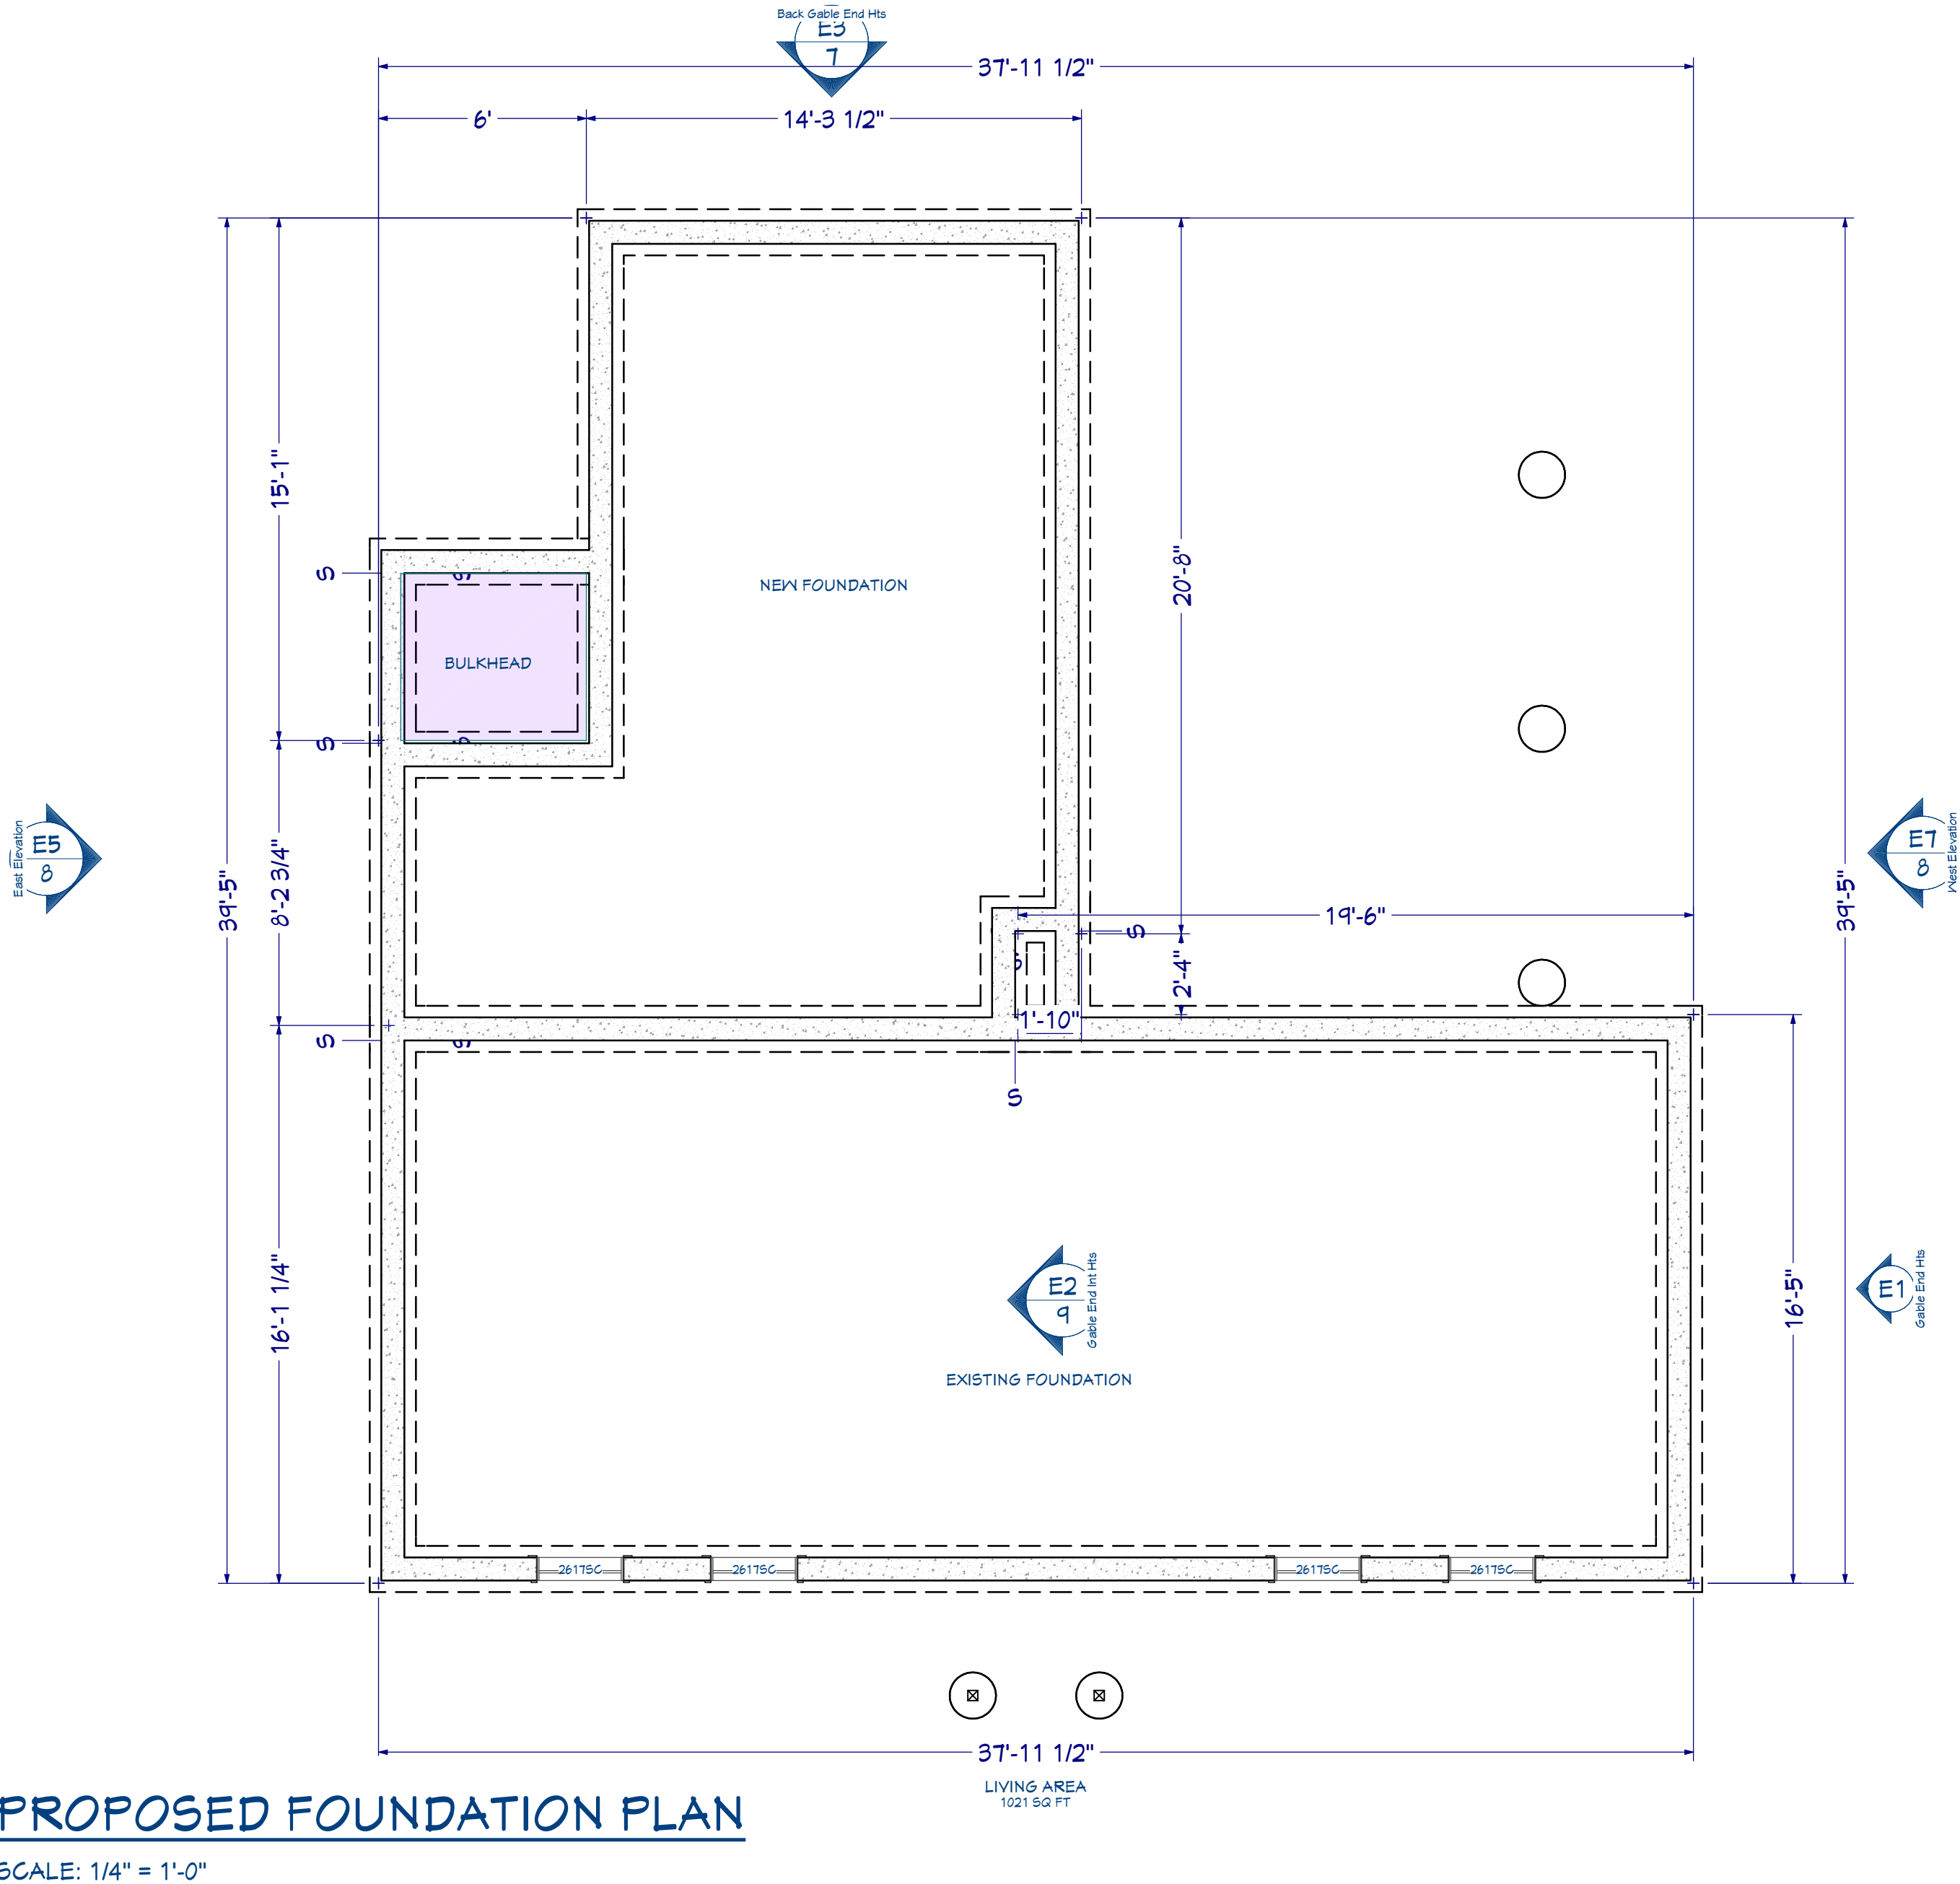 Back Gable End Hts
E3
7
37'-11 1/2"
6'
14'-3 1/2"
15'-1"
20'-8"
S
S
NEW FOUNDATION
BULKHEAD
S
S
East Elevation
E5
8
39'-5"
8'-2 3/4"
19'-6"
S
2'-4"
S
1'-10"
39'-5"
E7
8
West Elevation
S
S
S
16'-1 1/4"
E2
9
Gable End Int Hts
16'-5"
E1
Gable End Hts
EXISTING FOUNDATION
2617SC
2617SC
2617SC
2617SC
37'-11 1/2"
LIVING AREA
1021 SQ FT
PROPOSED FOUNDATION PLAN
SCALE: 1/4" = 1'-0"